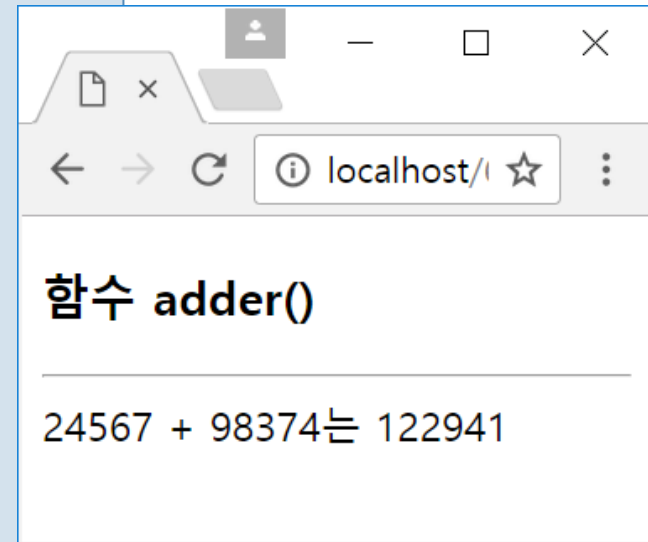 localhost/
함수 adder()
24567 + 98374는 122941